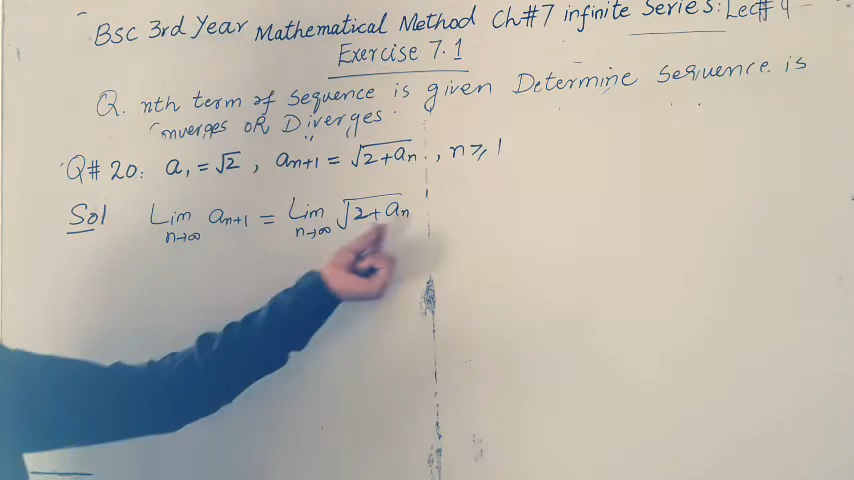 Bsc 3rd Year Mathematical Method Ch#7 infinite Series: Lec# 9
Exercise 7.1
Q. nth term of Sequence is given Determine Sequence is
Converges OR Diverges.
Q# 20: a₁ = √2 , aₙ₊₁ = √(2+aₙ) , n ≥ 1
Sol Lim n→∞ aₙ₊₁ = Lim n→∞ √(2+aₙ)